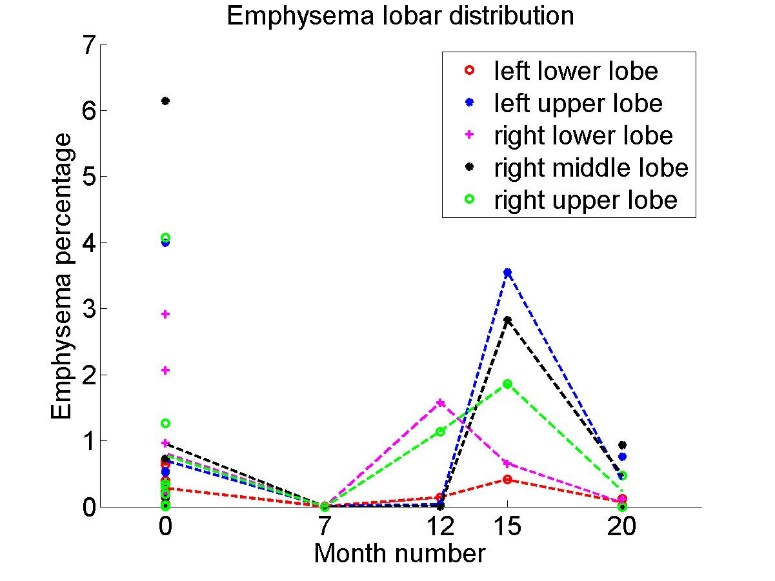 Emphysema lobar distribution
7
6
5
4
3
2
1
0
Emphysema percentage
left lower lobe
left upper lobe
right lower lobe
right middle lobe
right upper lobe
0 7 12 15 20
Month number